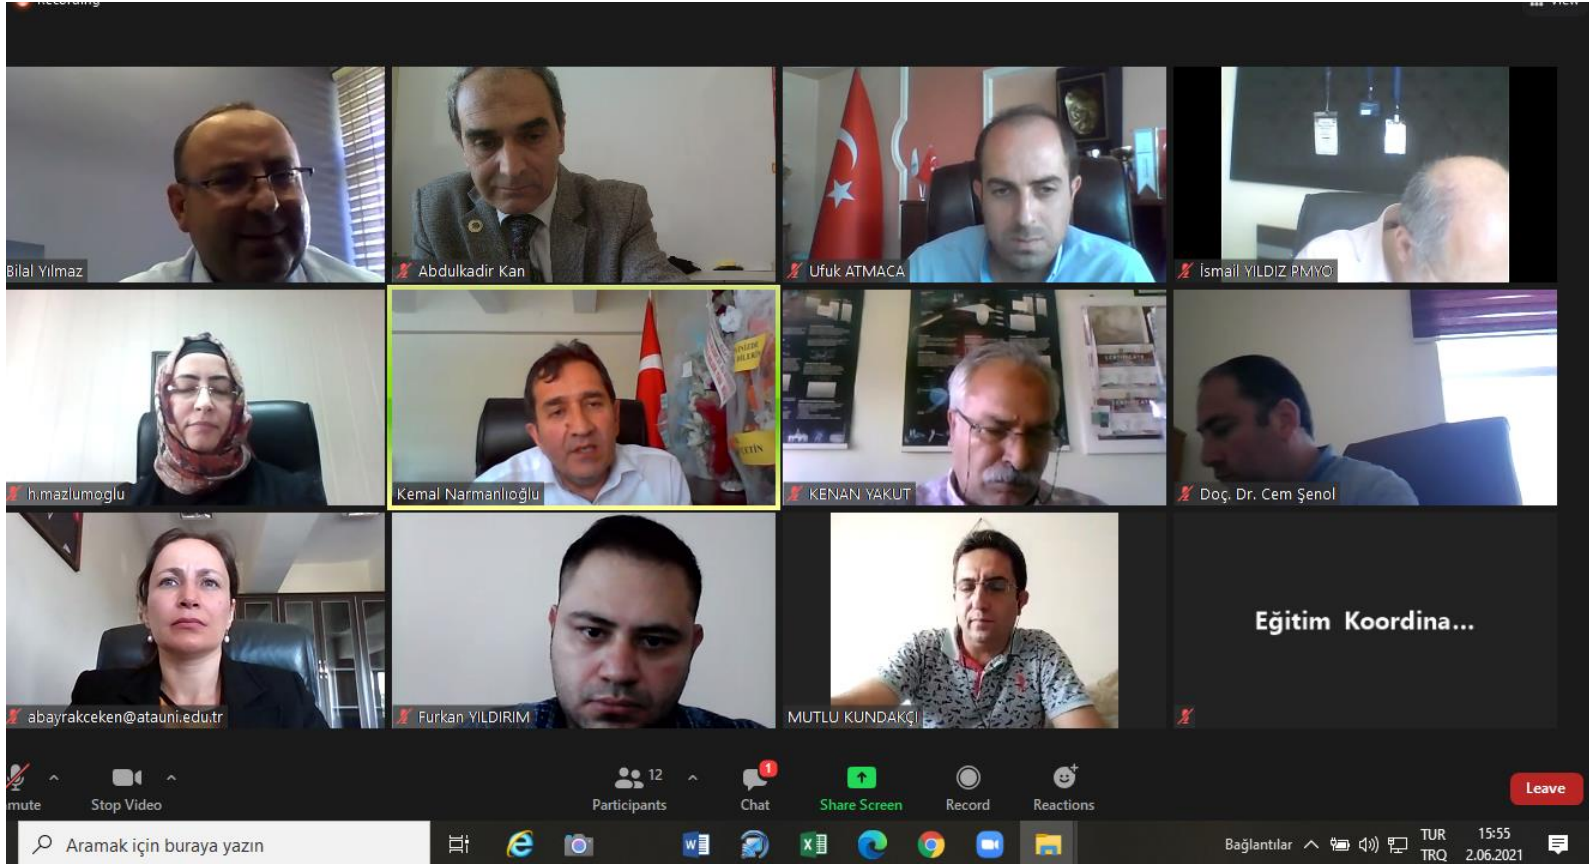 Recording
View
Bilal Yılmaz
Abdulkadir Kan
Ufuk ATMACA
İsmail YILDIZ PMYO
h.mazlumoglu
Kemal Narmanlıoğlu
KENAN YAKUT
Doç. Dr. Cem Şenol
abayrakceken@atauni.edu.tr
Furkan YILDIRIM
MUTLU KUNDAKÇI
Eğitim Koordina...
mute
Stop Video
12
Participants
1
Chat
Share Screen
Record
Reactions
Leave
Aramak için buraya yazın
Bağlantılar
TUR
TRQ
15:55
2.06.2021